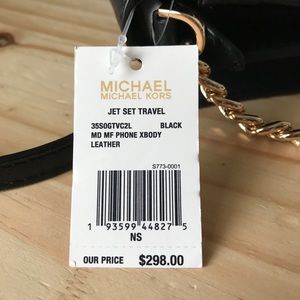 MICHAEL
MICHAEL KORS
JET SET TRAVEL
35S0GTVC2L BLACK
MD MF PHONE XBODY
LEATHER
S773-0001
1 93599 44827 5
NS
OUR PRICE $298.00